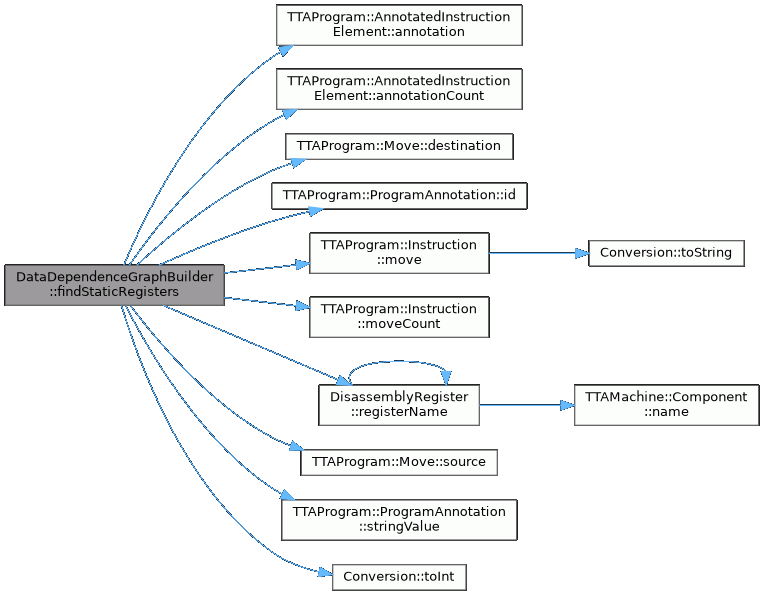 TTAProgram::AnnotatedInstruction
Element::annotation
TTAProgram::AnnotatedInstruction
Element::annotationCount
TTAProgram::Move::destination
TTAProgram::ProgramAnnotation::id
DataDependenceGraphBuilder
::findStaticRegisters
TTAProgram::Instruction
::move
Conversion::toString
TTAProgram::Instruction
::moveCount
DisassemblyRegister
::registerName
TTAMachine::Component
::name
TTAProgram::Move::source
TTAProgram::ProgramAnnotation
::stringValue
Conversion::toInt